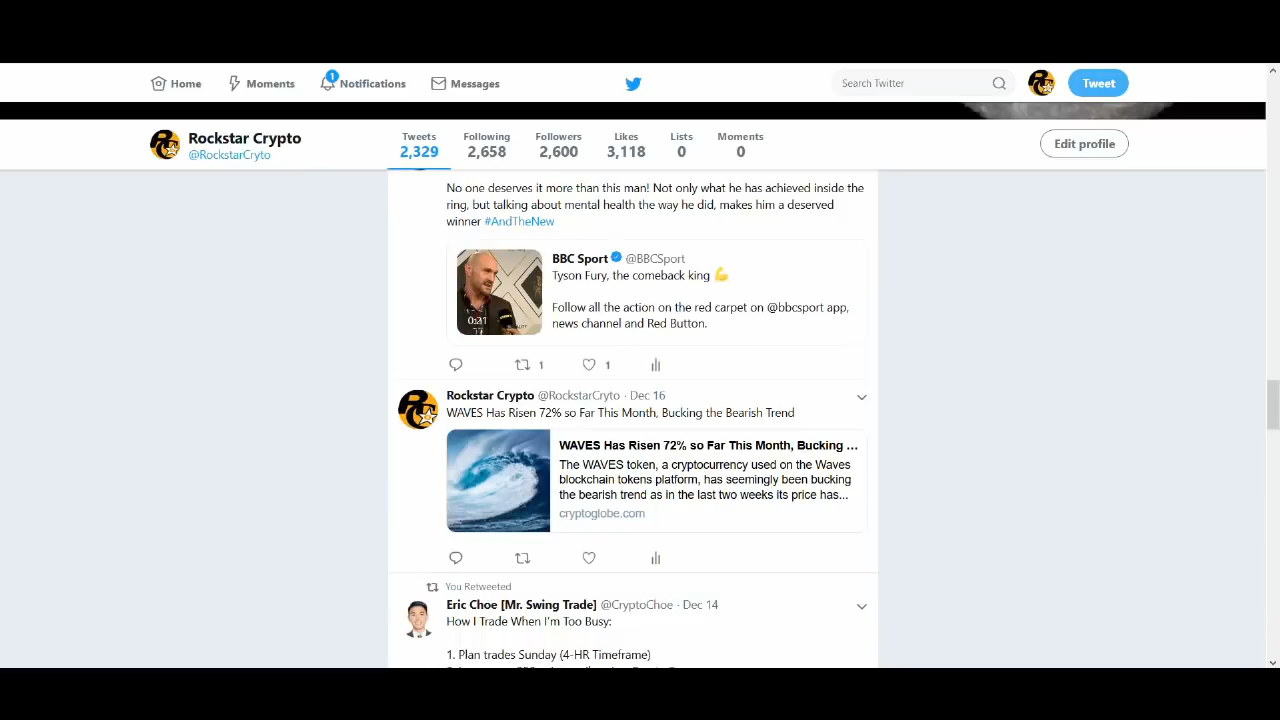 1
Home Moments Notifications Messages Search Twitter Tweet
Rockstar Crypto
@RockstarCryto
Tweets Following Followers Likes Lists Moments
2,329 2,658 2,600 3,118 0 0
Edit profile
No one deserves it more than this man! Not only what he has achieved inside the
ring, but talking about mental health the way he did, makes him a deserved
winner #AndTheNew
BBC Sport @BBCSport
Tyson Fury, the comeback king 💪
Follow all the action on the red carpet on @bbcsport app,
news channel and Red Button.
0:21
1 1
Rockstar Crypto @RockstarCryto · Dec 16
WAVES Has Risen 72% so Far This Month, Bucking the Bearish Trend
WAVES Has Risen 72% so Far This Month, Bucking ...
The WAVES token, a cryptocurrency used on the Waves
blockchain tokens platform, has seemingly been bucking
the bearish trend as in the last two weeks its price has...
cryptoglobe.com
You Retweeted
Eric Choe [Mr. Swing Trade] @CryptoChoe · Dec 14
How I Trade When I'm Too Busy:
1. Plan trades Sunday (4-HR Timeframe)